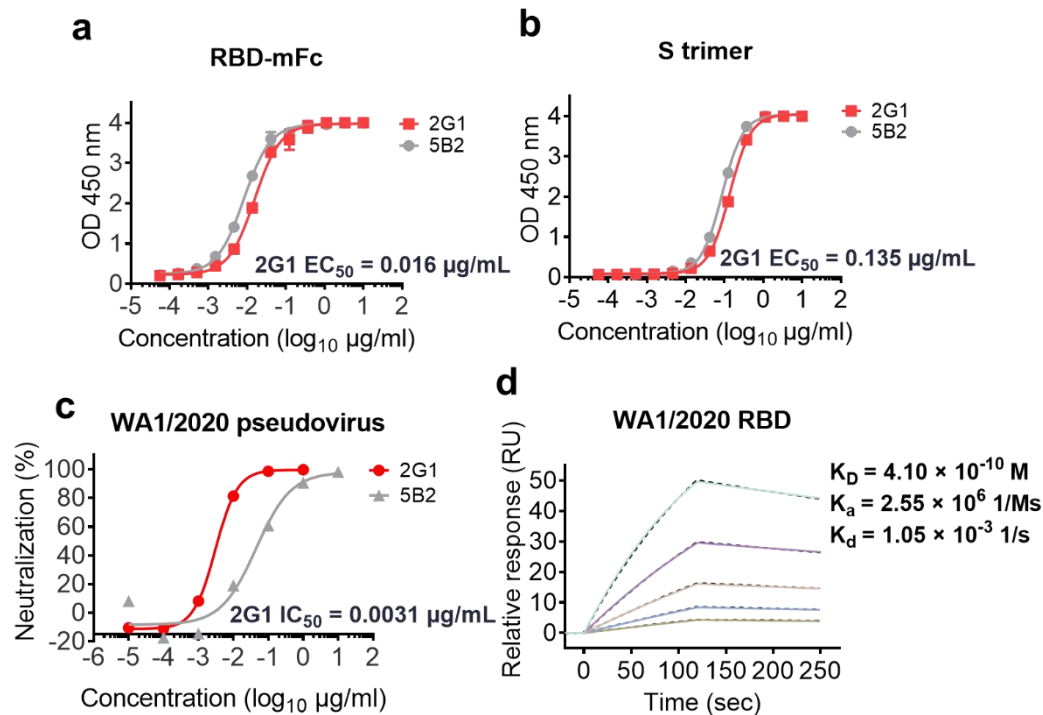 a
RBD-mFc
OD 450 nm
4
3
2
1
0
-5 -4 -3 -2 -1 0 1 2
Concentration (log₁₀ µg/ml)
2G1
5B2
2G1 EC₅₀ = 0.016 µg/mL
b
S trimer
OD 450 nm
4
3
2
1
0
-5 -4 -3 -2 -1 0 1 2
Concentration (log₁₀ µg/ml)
2G1
5B2
2G1 EC₅₀ = 0.135 µg/mL
c
WA1/2020 pseudovirus
Neutralization (%)
100
80
60
40
20
0
-20
-6 -5 -4 -3 -2 -1 0 1 2
Concentration (log₁₀ µg/ml)
2G1
5B2
2G1 IC₅₀ = 0.0031 µg/mL
d
WA1/2020 RBD
Relative response (RU)
60
50
40
30
20
10
0
0 50 100 150 200 250
Time (sec)
K_D = 4.10 × 10⁻¹⁰ M
Kₐ = 2.55 × 10⁶ 1/Ms
K_d = 1.05 × 10⁻³ 1/s